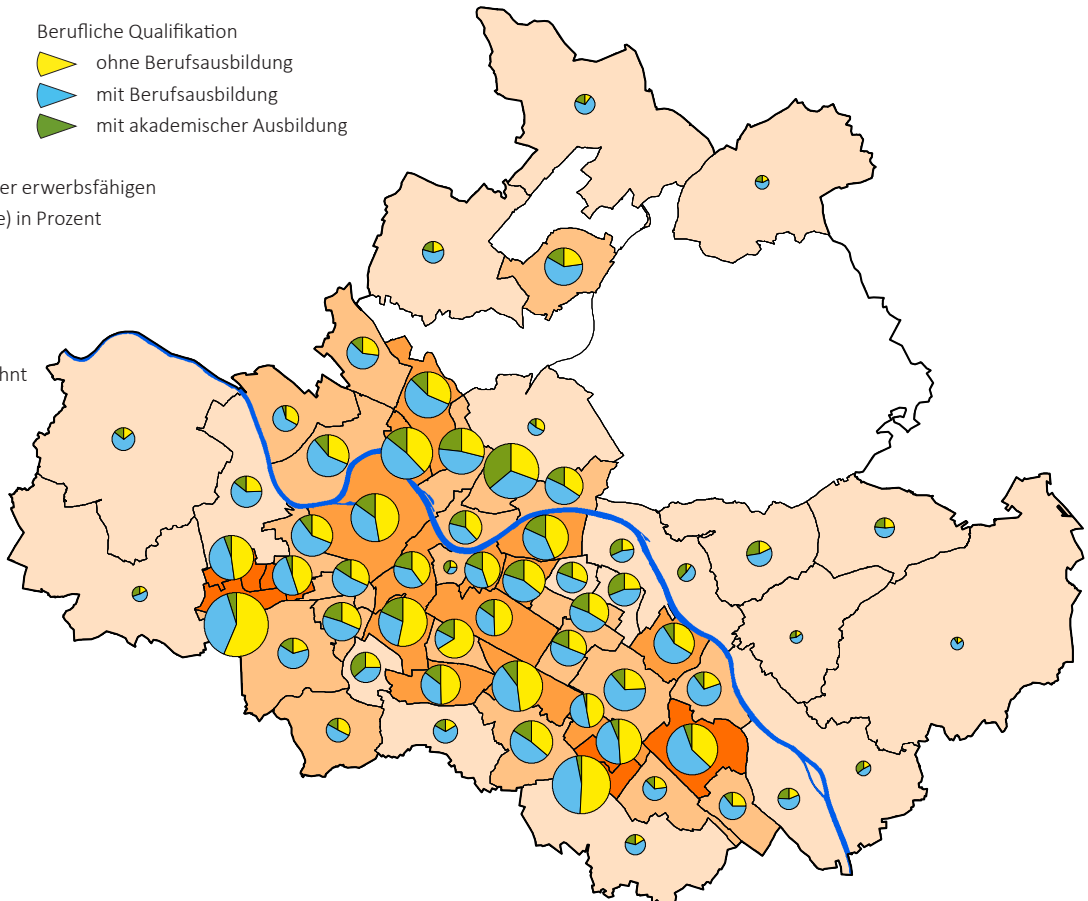 Berufliche Qualifikation
ohne Berufsausbildung
mit Berufsausbildung
mit akademischer Ausbildung
er erwerbsfähigen
e) in Prozent
hnt